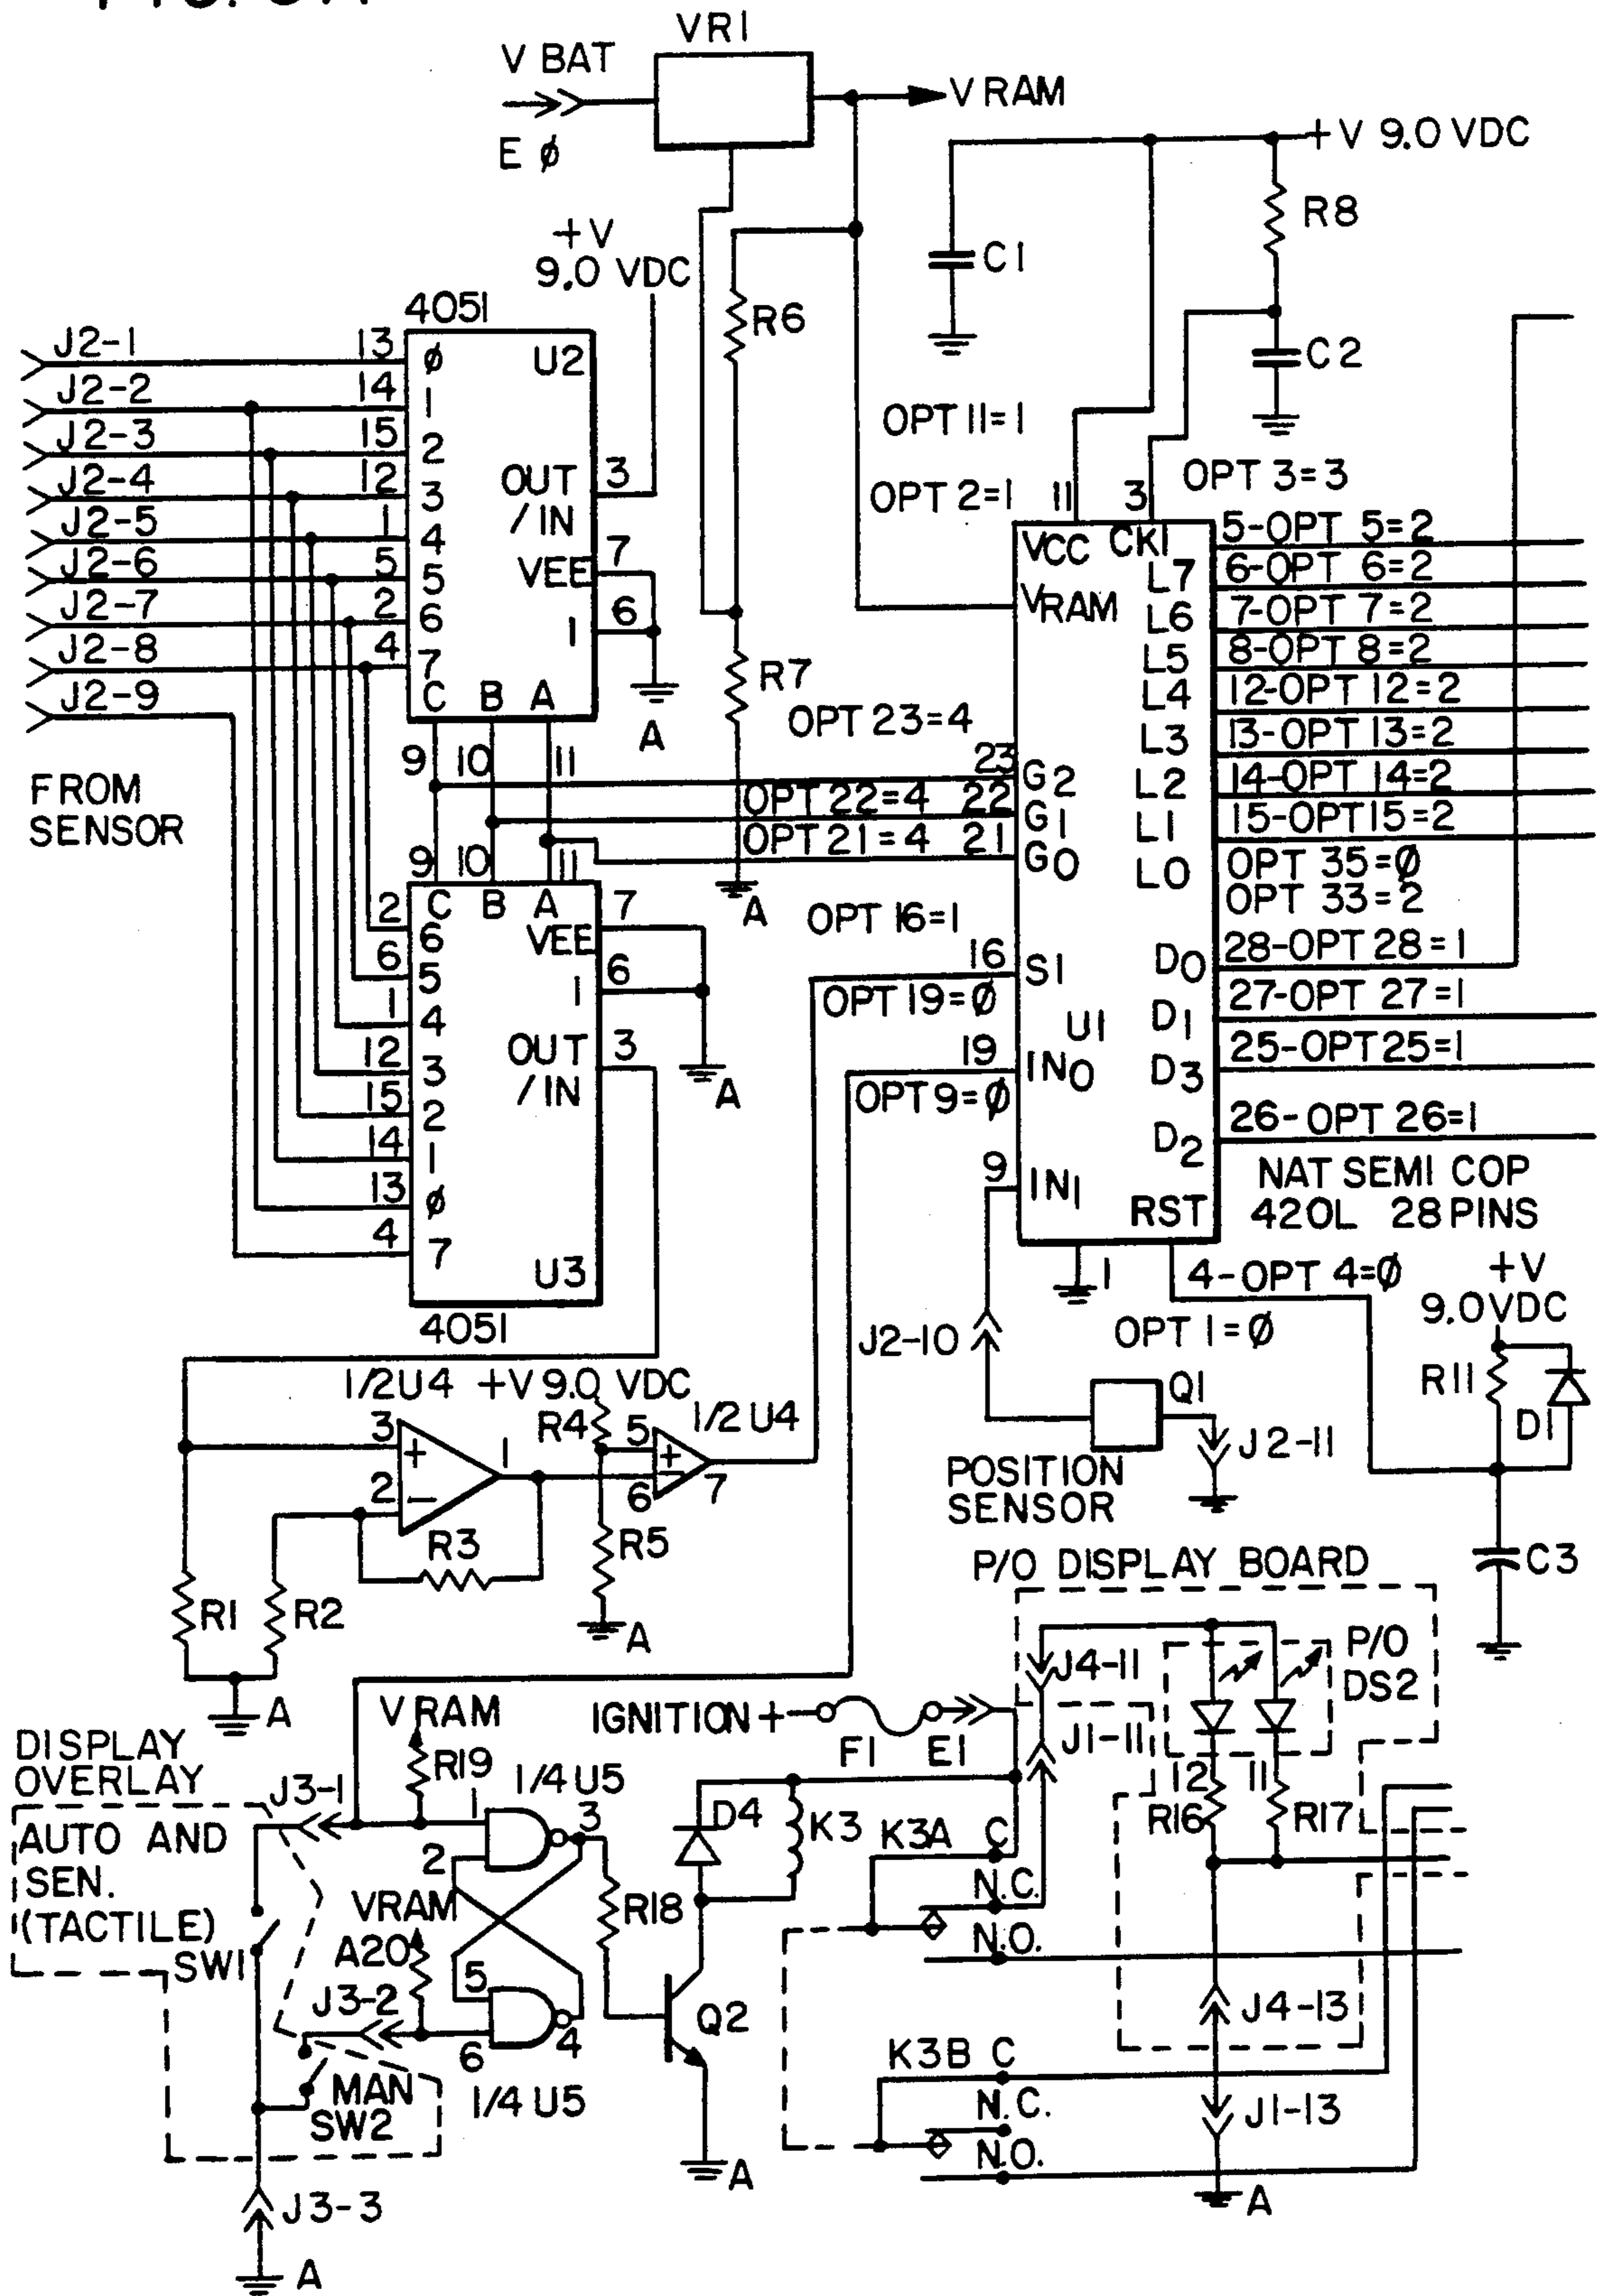 VR1
V BAT
E ø
V RAM
+V 9.0 VDC
R8
C1
C2
+V
9.0 VDC
4051
U2
R6
J2-1
J2-2
J2-3
J2-4
J2-5
J2-6
J2-7
J2-8
J2-9
13
14
15
12
1
5
2
4
ø
1
2
3
4
5
6
7
OUT
/IN
3
VEE
7
1
6
C B A
A
9 10 11
FROM
SENSOR
R7
A
OPT 11=1
OPT 2=1
11
3
OPT 3=3
VCC CK1
VRAM
L7
L6
L5
L4
L3
L2
L1
L0
5-OPT 5=2
6-OPT 6=2
7-OPT 7=2
8-OPT 8=2
12-OPT 12=2
13-OPT 13=2
14-OPT 14=2
15-OPT15=2
OPT 35=ø
OPT 33=2
OPT 23=4
23
G2
OPT 22=4 22
G1
OPT 21=4 21
G0
OPT 16=1
16
S1
OPT 19=ø
U1
19
IN0
OPT9=ø
9
IN1
RST
D0
D1
D3
D2
28-OPT 28=1
27-OPT 27=1
25-OPT25=1
26-OPT 26=1
NAT SEMI COP
420L 28 PINS
9 10 11
C B A
2
6
1
12
15
14
13
4
6
5
4
3
2
1
ø
7
VEE
7
1
6
OUT
/IN
3
A
U3
4051
1
4-OPT 4=ø
OPT 1=ø
+V
9.0VDC
R11
D1
C3
J2-10
Q1
J2-11
POSITION
SENSOR
1/2U4 +V9.0 VDC
3
+
2
−
1
R4
5
+
−
6
7
1/2 U4
R3
R5
A
R1
R2
A
P/O DISPLAY BOARD
J4-11
P/O
DS2
J1-11
12
11
R16
R17
J4-13
J1-13
A
IGNITION +
F1
E1
DISPLAY
OVERLAY
J3-1
AUTO AND
SEN.
(TACTILE)
SW1
V RAM
R19
1/4 U5
1
2
3
VRAM
A20
J3-2
5
6
4
1/4 U5
MAN
SW2
J3-3
A
R18
Q2
A
D4
K3
K3A C
N.C.
N.O.
K3B C
N.C.
N.O.